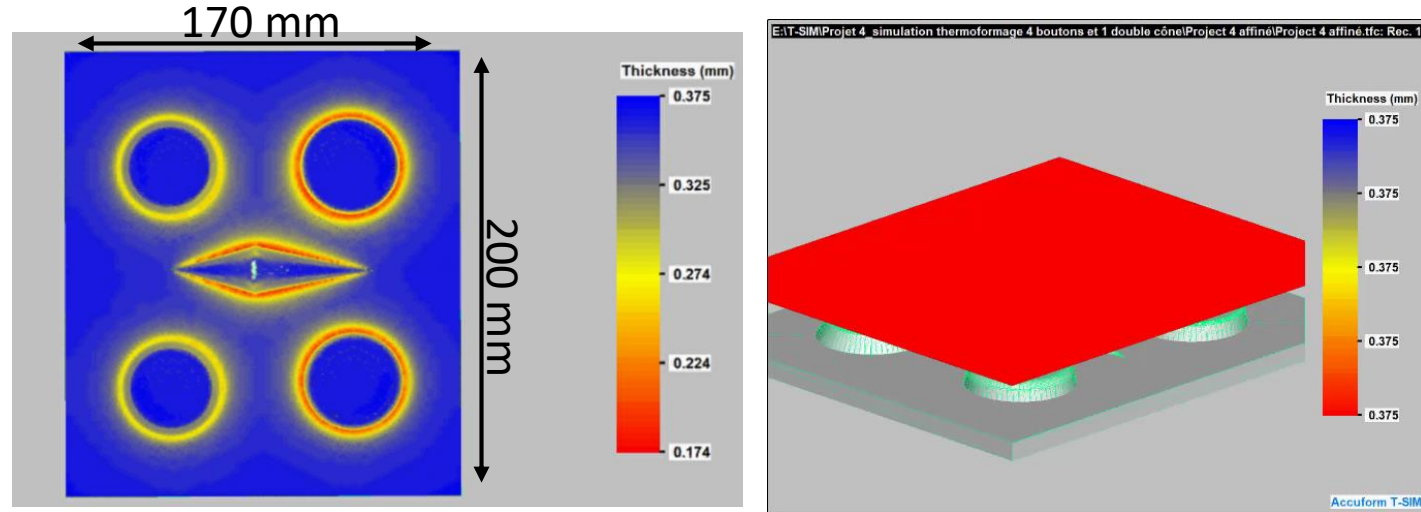 170 mm
200 mm
Thickness (mm)
0.375
0.325
0.274
0.224
0.174
E:\T-SIM\Projet 4_simulation thermoformage 4 boutons et 1 double cône\Project 4 affiné\Project 4 affiné.tfc: Rec. 1
Thickness (mm)
0.375
0.375
0.375
0.375
0.375
Accuform T-SIM